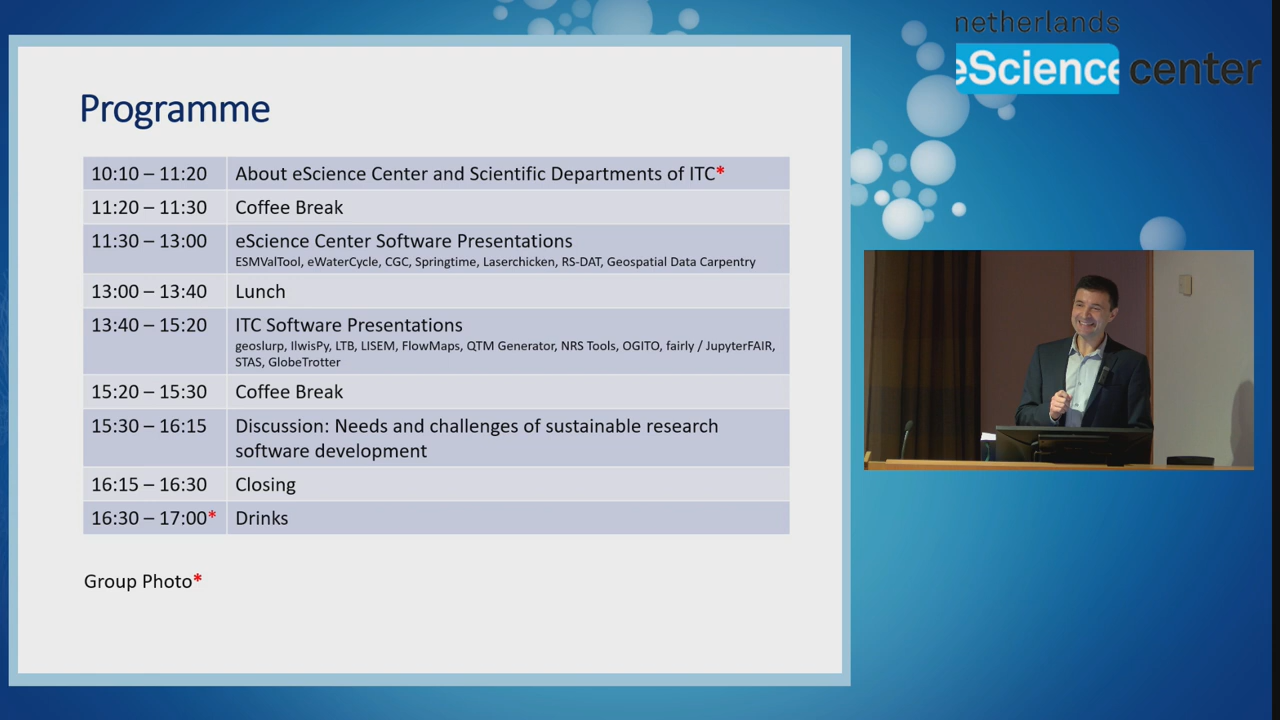 netherlands
eScience center
Programme
10:10 – 11:20 About eScience Center and Scientific Departments of ITC*
11:20 – 11:30 Coffee Break
11:30 – 13:00 eScience Center Software Presentations
ESMValTool, eWaterCycle, CGC, Springtime, Laserchicken, RS-DAT, Geospatial Data Carpentry
13:00 – 13:40 Lunch
13:40 – 15:20 ITC Software Presentations
geoslurp, IlwisPy, LTB, LISEM, FlowMaps, QTM Generator, NRS Tools, OGITO, fairly / JupyterFAIR,
STAS, GlobeTrotter
15:20 – 15:30 Coffee Break
15:30 – 16:15 Discussion: Needs and challenges of sustainable research
software development
16:15 – 16:30 Closing
16:30 – 17:00* Drinks
Group Photo*